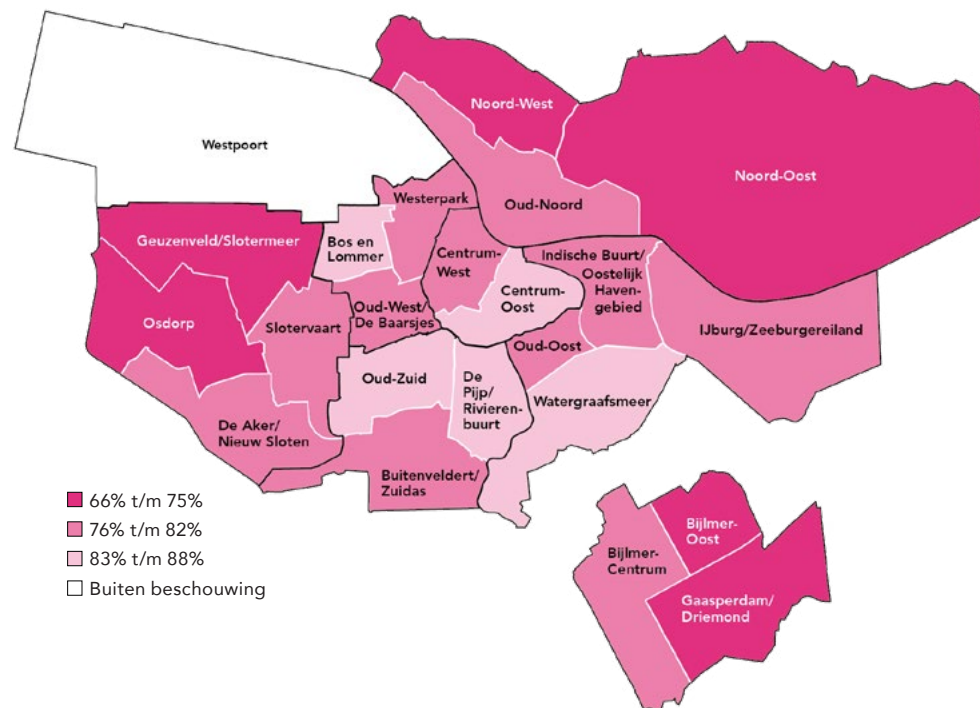 Noord-West
Westpoort
Noord-Oost
Westerpark
Oud-Noord
Geuzenveld/Slotermeer
Bos en
Lommer
Centrum-
West
Indische Buurt/
Oostelijk
Haven-
gebied
Centrum-
Oost
Osdorp
Slotervaart
Oud-West/
De Baarsjes
IJburg/Zeeburgereiland
Oud-Oost
Oud-Zuid
De
Pijp/
Rivieren-
buurt
Watergraafsmeer
De Aker/
Nieuw Sloten
Buitenveldert/
Zuidas
66% t/m 75%
76% t/m 82%
83% t/m 88%
Buiten beschouwing
Bijlmer-
Oost
Bijlmer-
Centrum
Gaasperdam/
Driemond